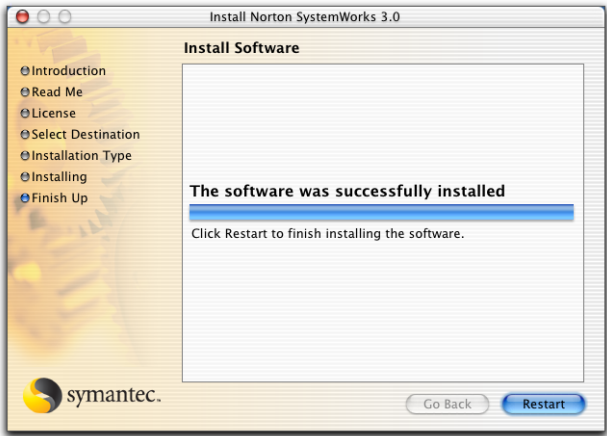 Install Norton SystemWorks 3.0
Install Software
Introduction
Read Me
License
Select Destination
Installation Type
Installing
Finish Up
The software was successfully installed
Click Restart to finish installing the software.
symantec.
Go Back
Restart